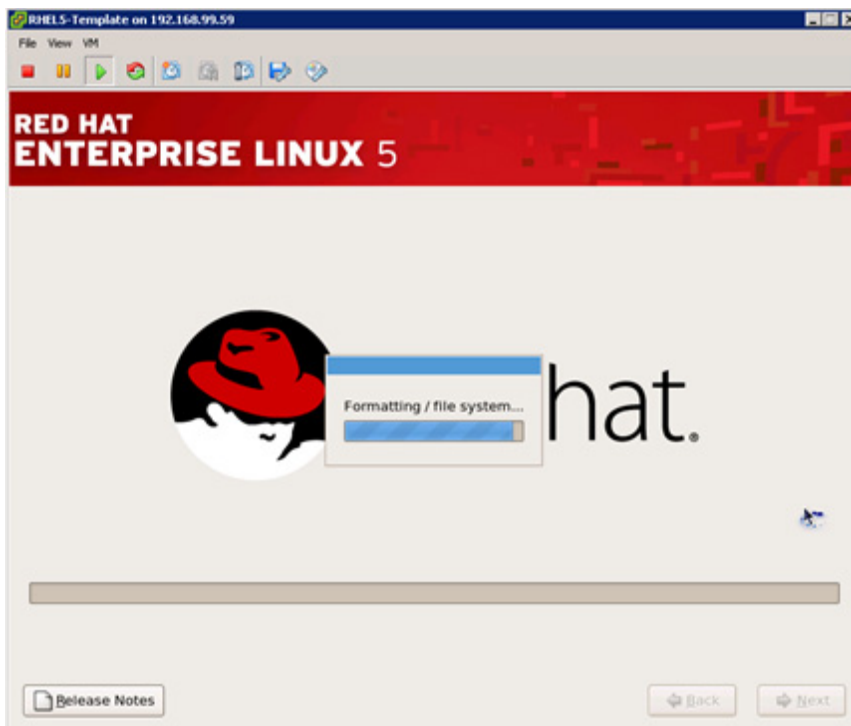 RHEL5-Template on 192.168.99.59
File View VM
RED HAT
ENTERPRISE LINUX 5
hat.®
Formatting / file system...
Release Notes
Back
Next